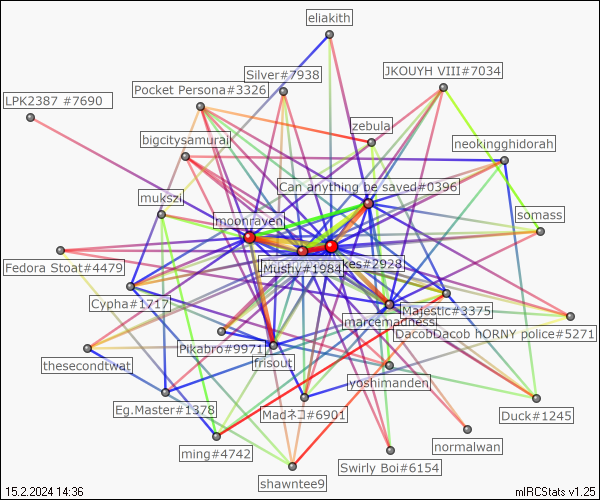 eliakith
JKOUYH VIII#7034
Silver#7938
Pocket Persona#3326
LPK2387 #7690
zebular
bigcitysamurai
neokingghidorah
Can anything be saved#0396
mukszi
moonraven
somass
kes#2928
Mushy#1984
Fedora Stoat#4479
Cypha#1717
Majestic#3375
marcemadness
DacobDacob hORNY police#5271
Pikabro#9971
frisout
thesecondtwat
yoshimanden
Eg.Master#1378
Madネコ#6901
Duck#1245
ming#4742
normalwan
Swirly Boi#6154
shawntee9
15.2.2024 14:36
mIRCStats v1.25